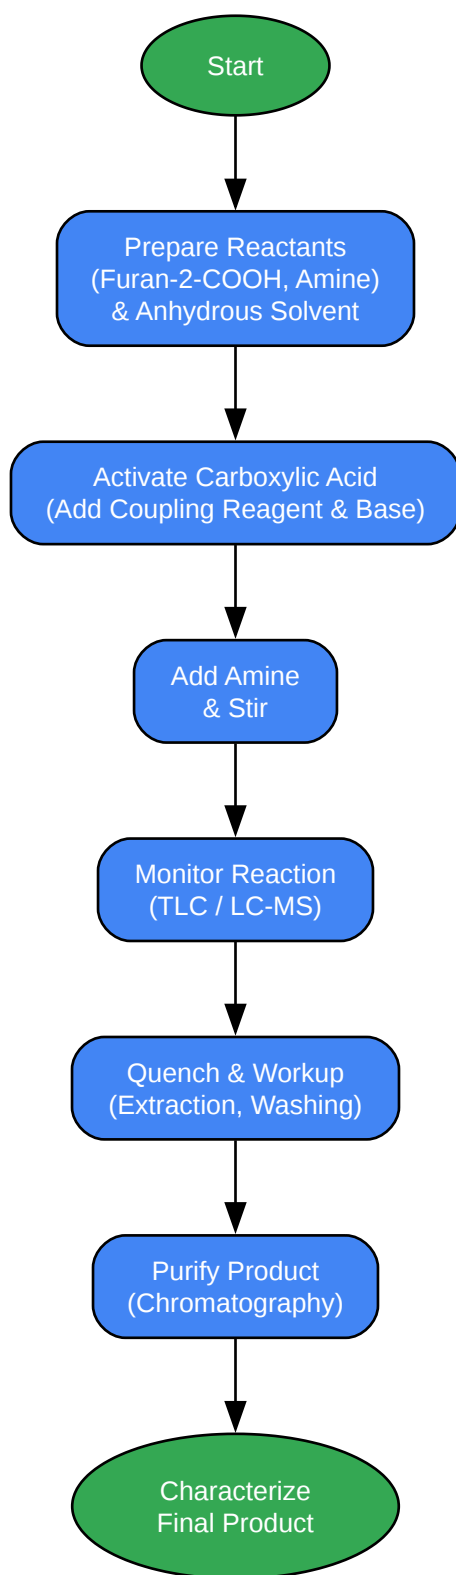 Start
Prepare Reactants
(Furan-2-COOH, Amine)
& Anhydrous Solvent
Activate Carboxylic Acid
(Add Coupling Reagent & Base)
Add Amine
& Stir
Monitor Reaction
(TLC / LC-MS)
Quench & Workup
(Extraction, Washing)
Purify Product
(Chromatography)
Characterize
Final Product